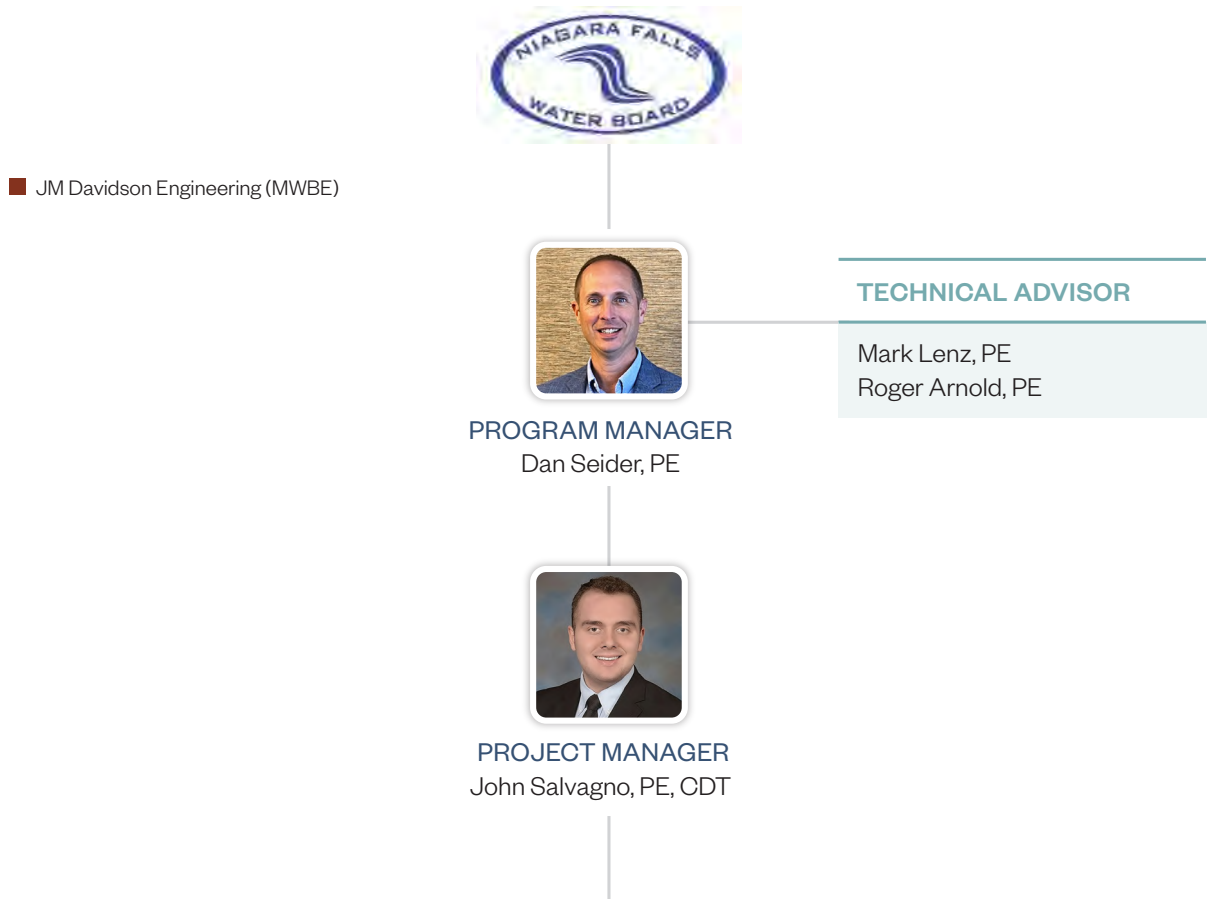 NIAGARA FALLS
WATER BOARD
JM Davidson Engineering (MWBE)
TECHNICAL ADVISOR
Mark Lenz, PE
Roger Arnold, PE
PROGRAM MANAGER
Dan Seider, PE
PROJECT MANAGER
John Salvagno, PE, CDT